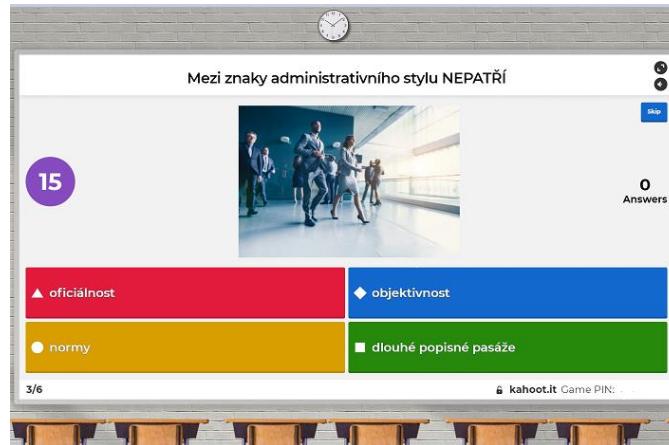 Mezi znaky administrativního stylu NEPATŘÍ
Skip
15
0
Answers
oficiálnost
objektivnost
normy
dlouhé popisné pasáže
3/6
kahoot.it Game PIN: